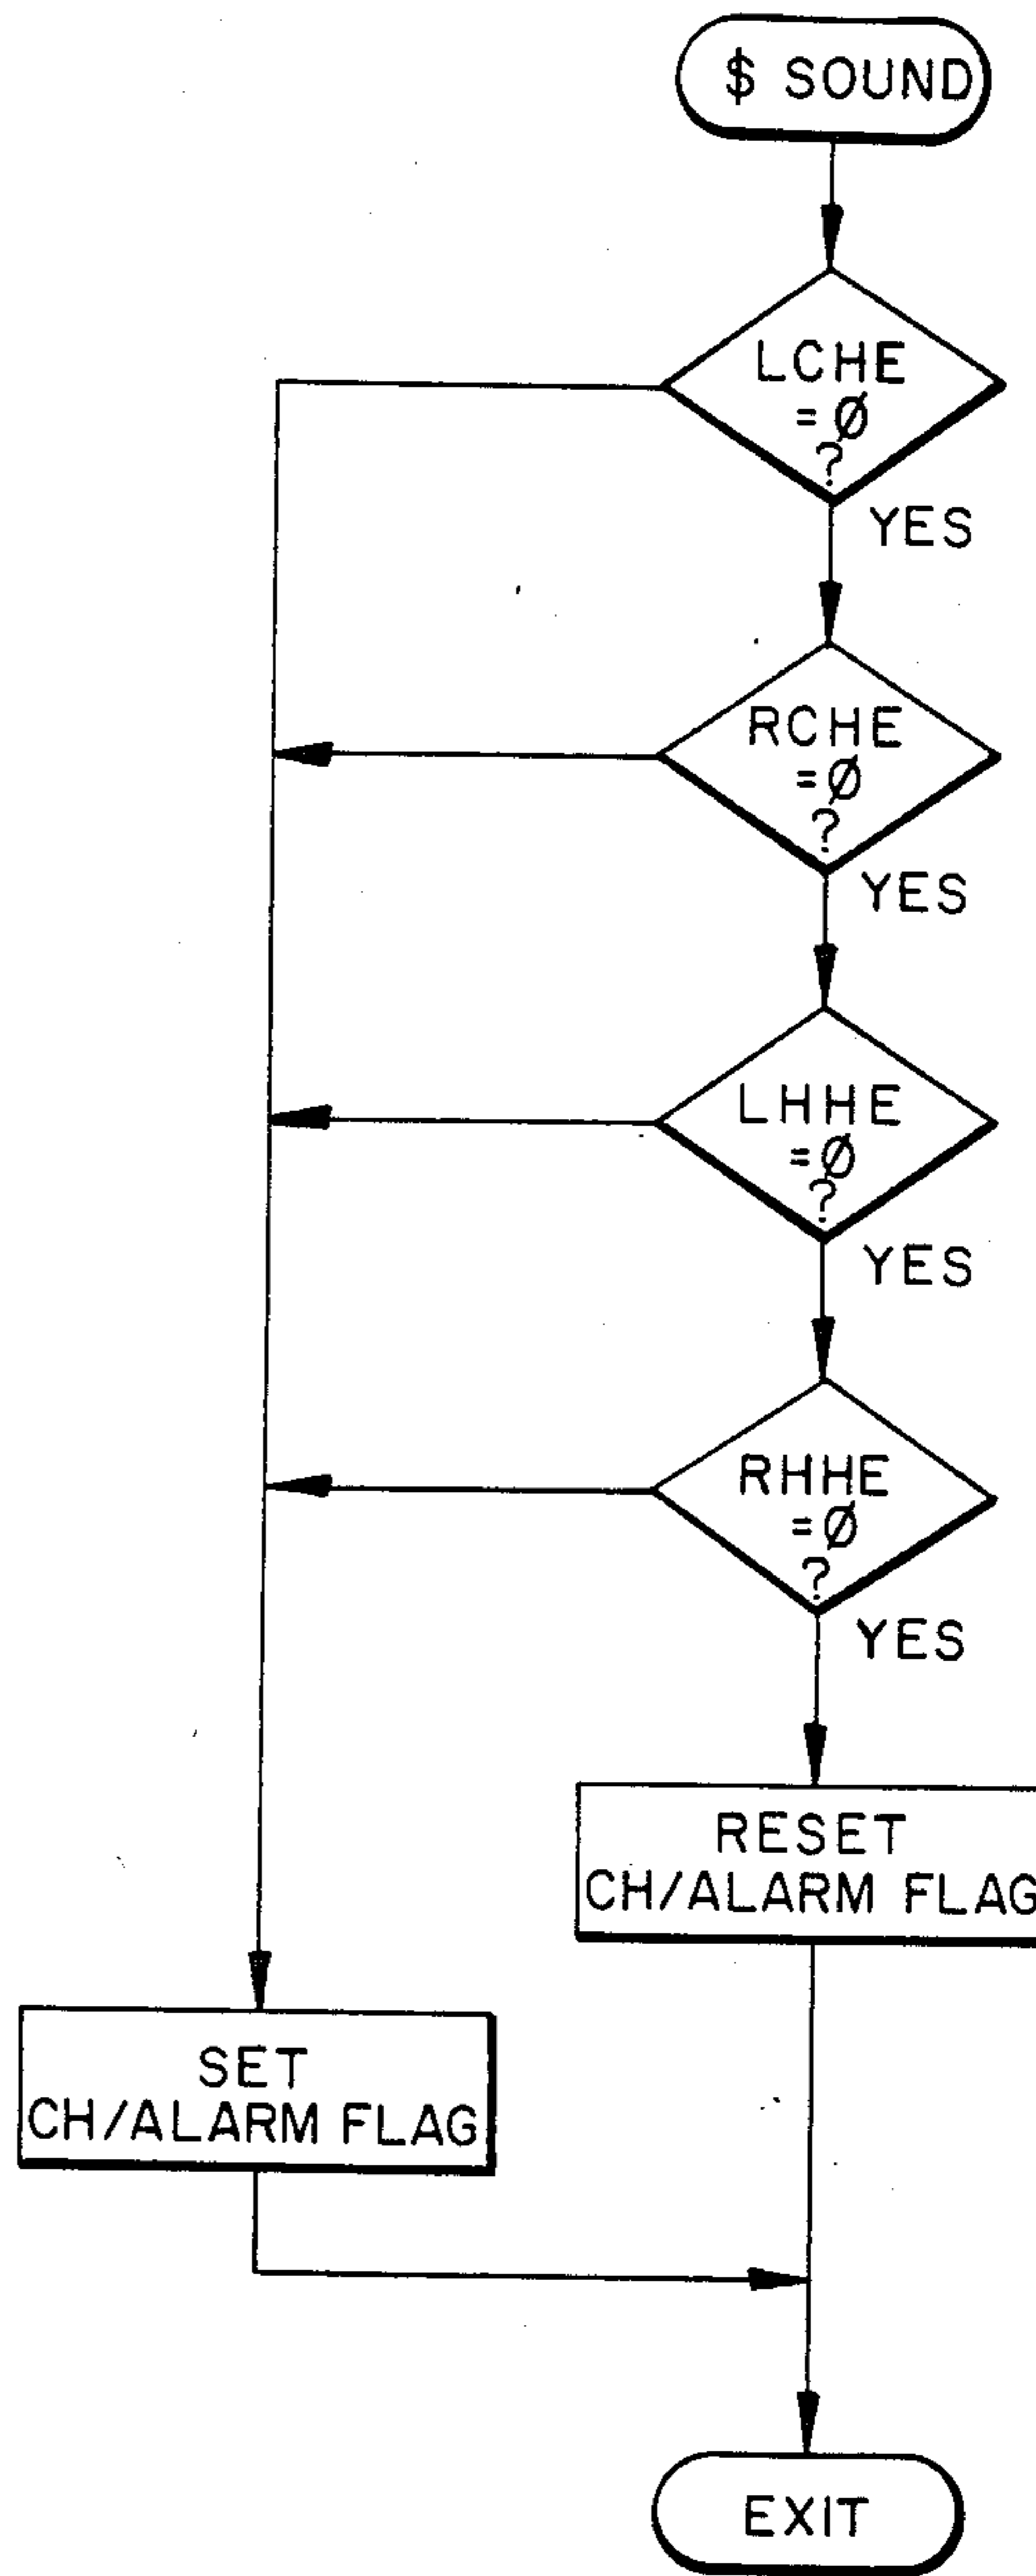 $ SOUND
LCHE
=Ø
?
YES
RCHE
=Ø
?
YES
LHHE
=Ø
?
YES
RHHE
=Ø
?
YES
RESET
CH/ALARM FLAG
SET
CH/ALARM FLAG
EXIT